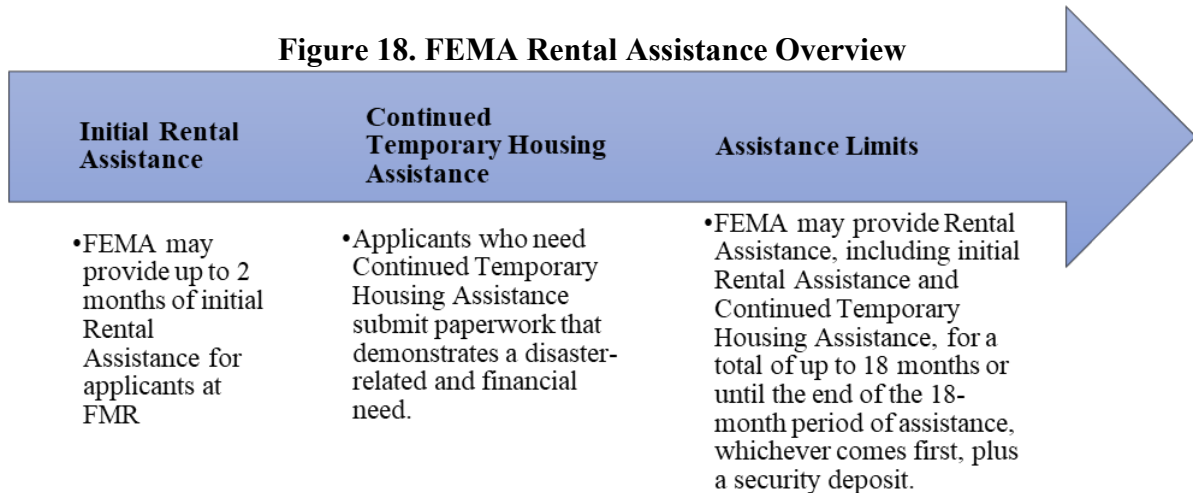 Figure 18. FEMA Rental Assistance Overview
Initial Rental
Assistance
Continued
Temporary Housing
Assistance
Assistance Limits
•FEMA may
provide up to 2
months of initial
Rental
Assistance for
applicants at
FMR
•Applicants who need
Continued Temporary
Housing Assistance
submit paperwork that
demonstrates a disaster-
related and financial
need.
•FEMA may provide Rental
Assistance, including initial
Rental Assistance and
Continued Temporary
Housing Assistance, for a
total of up to 18 months or
until the end of the 18-
month period of assistance,
whichever comes first, plus
a security deposit.